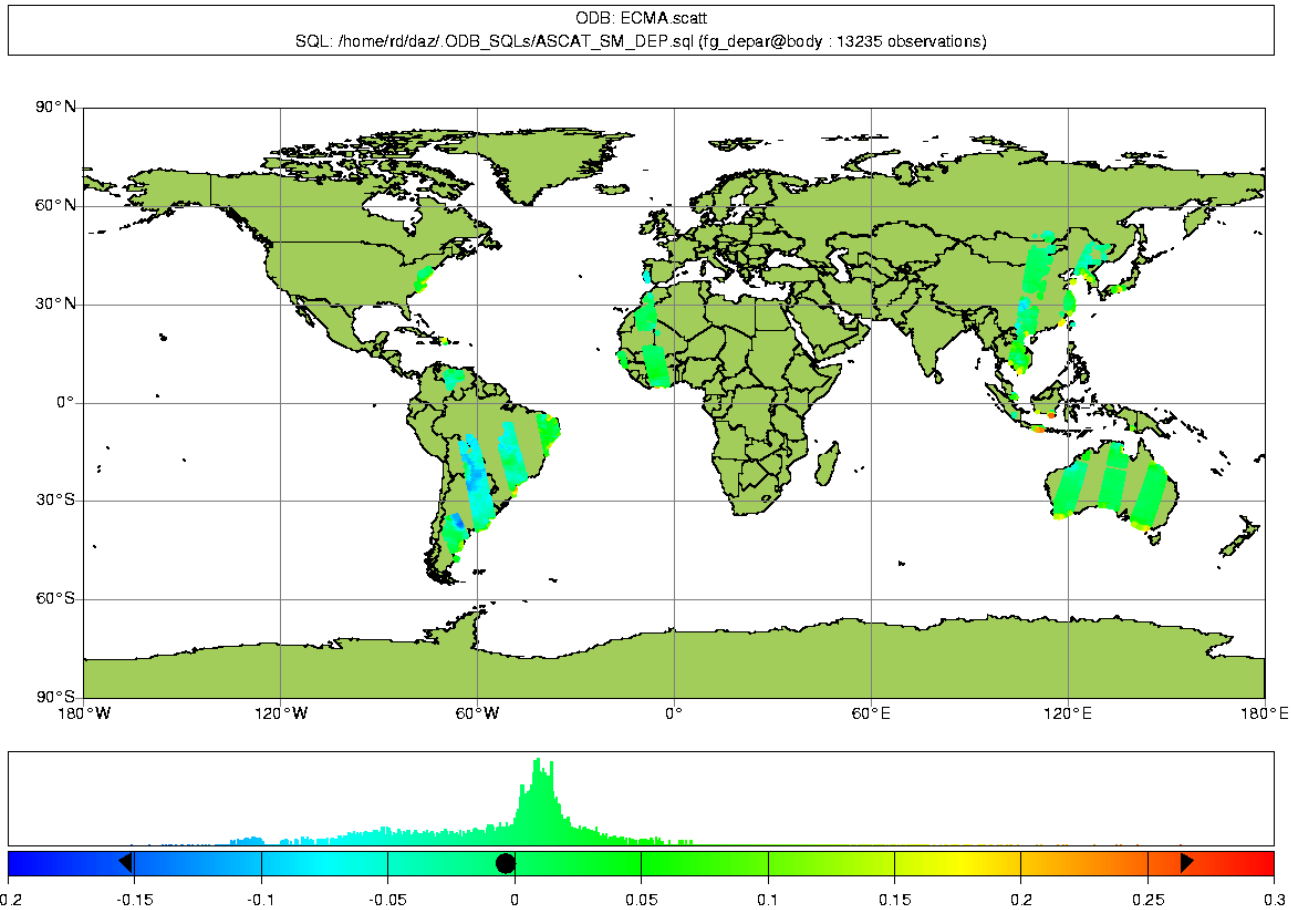 ODB: ECMA.scatt
SQL: /home/rd/daz/.ODB_SQLs/ASCAT_SM_DEP.sql (fg_depar@body : 13235 observations)
90°N
60°N
30°N
0°
30°S
60°S
90°S
180°W 120°W 60°W 0° 60°E 120°E 180°E
0.2 -0.15 -0.1 -0.05 0 0.05 0.1 0.15 0.2 0.25 0.3